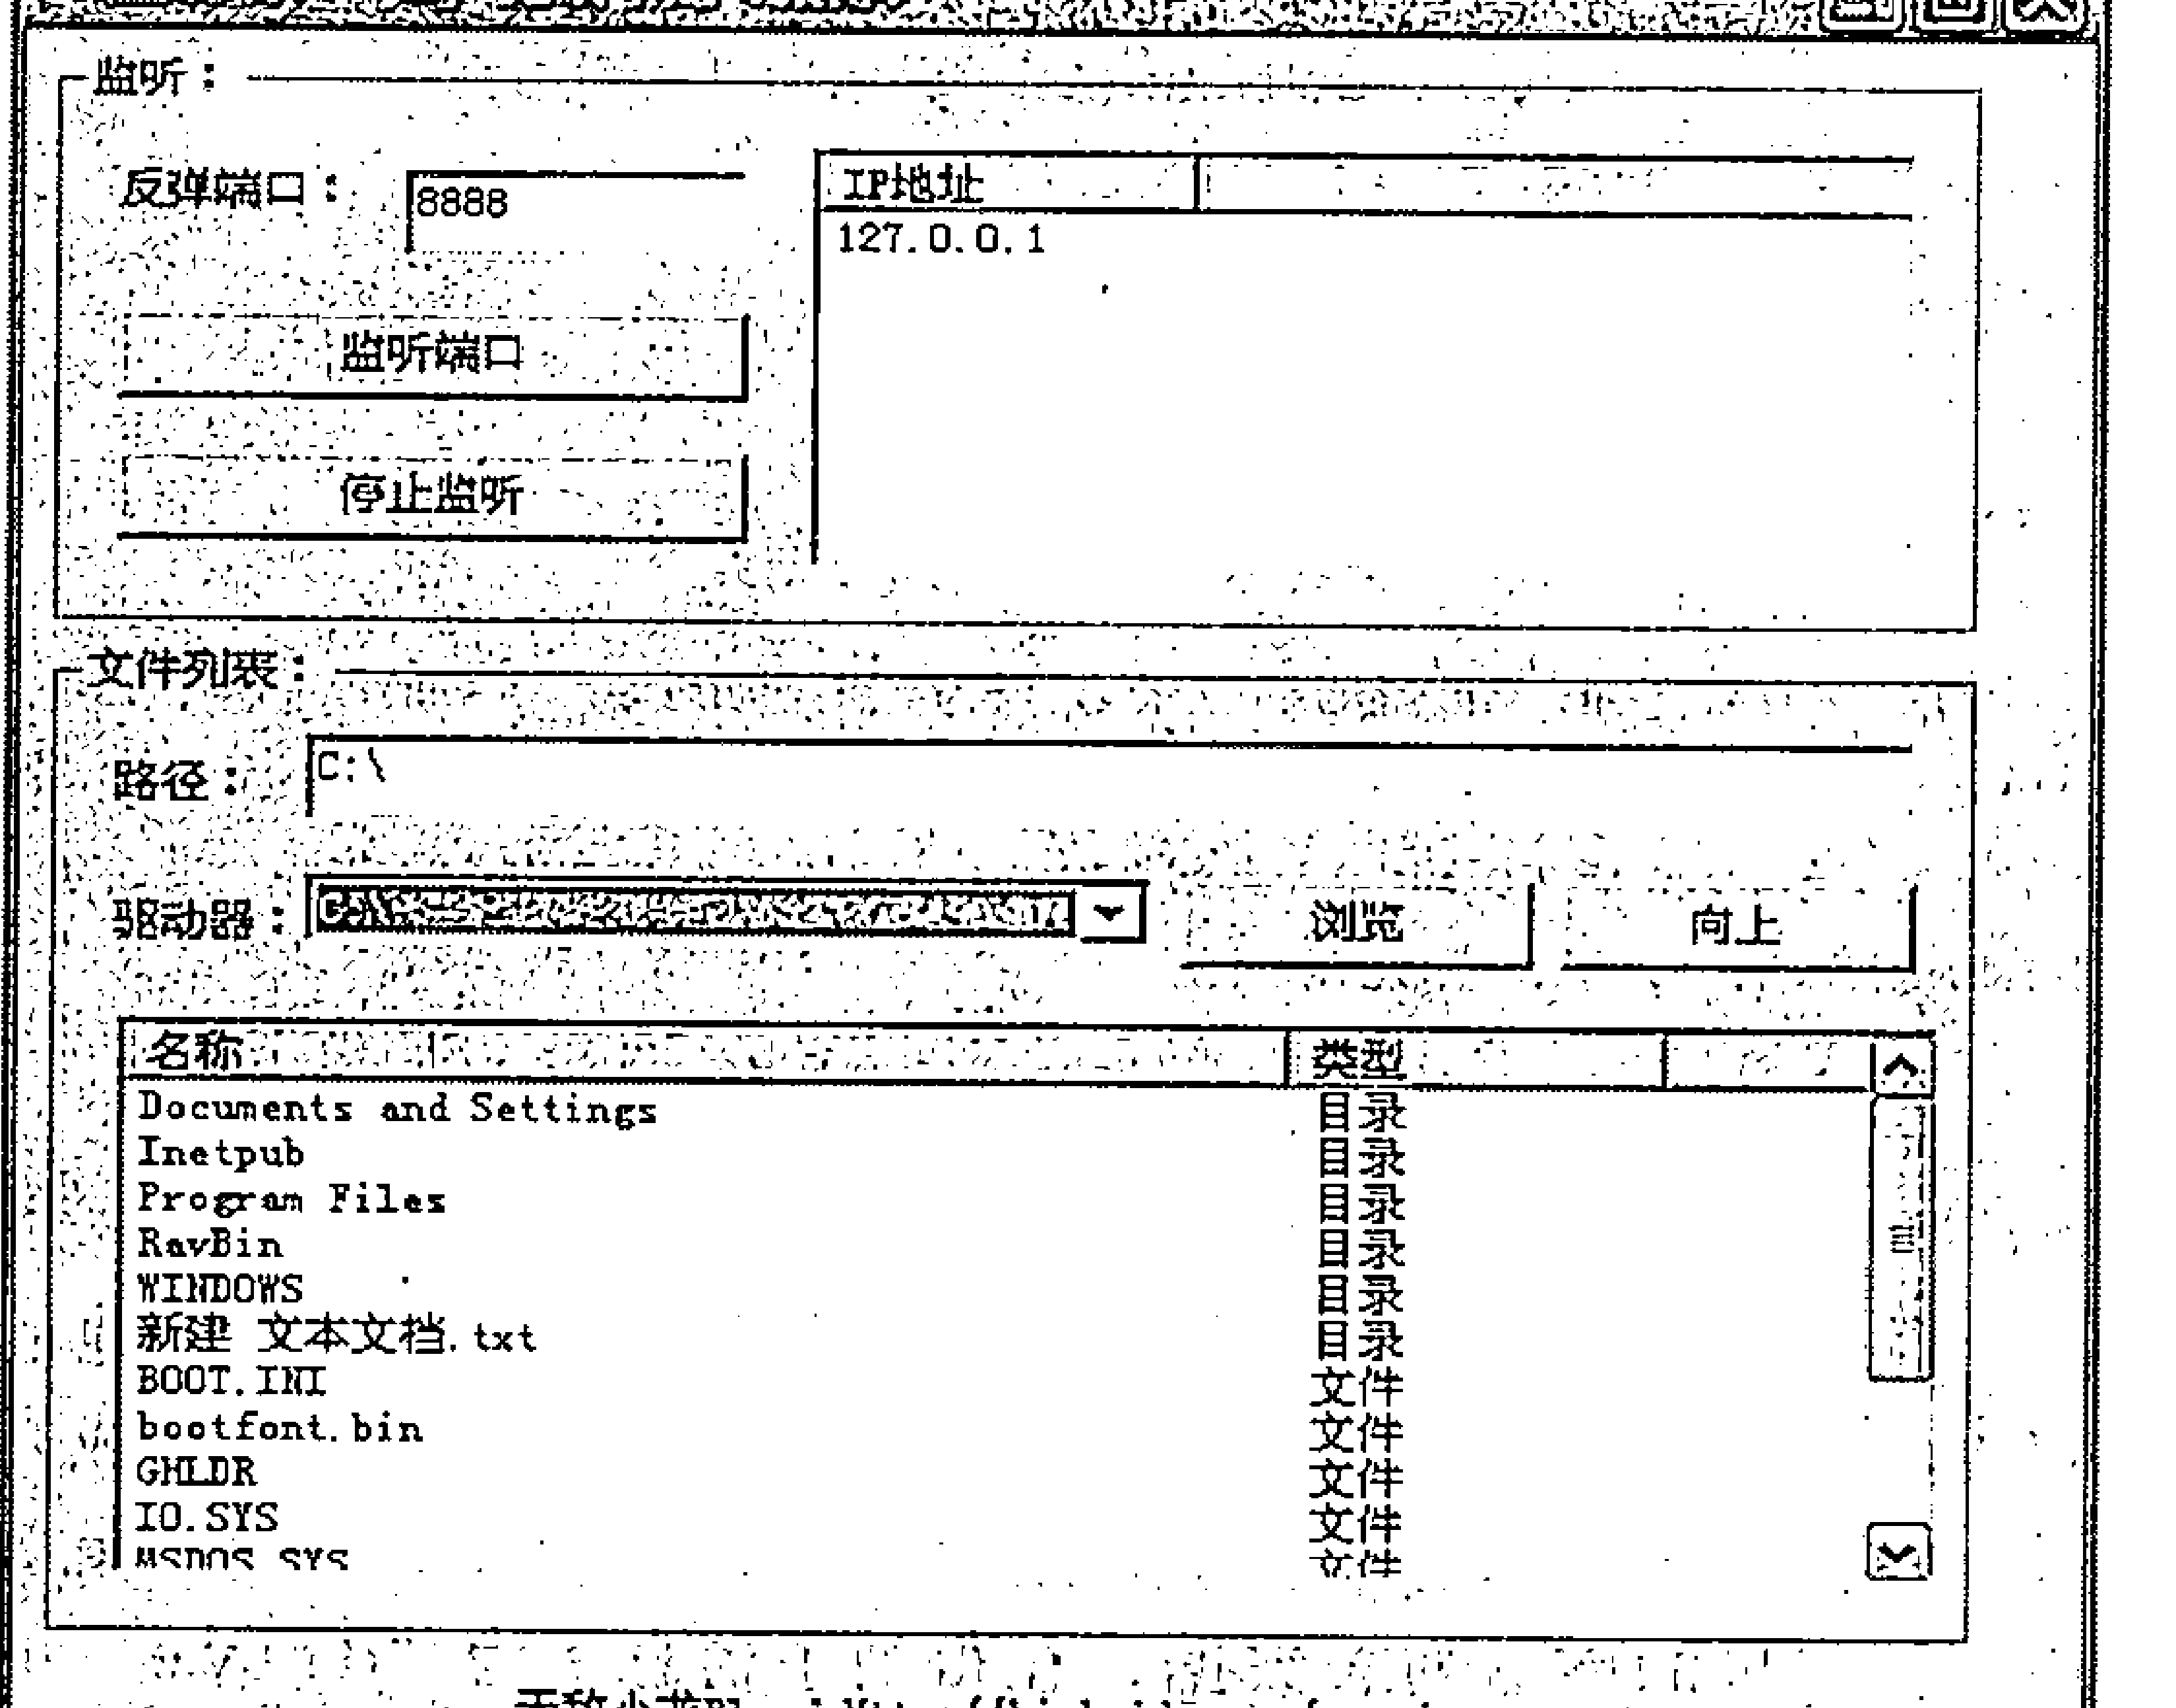 监听：
反弹端口： 8888
IP地址
127.0.0.1
监听端口
停止监听
文件列表：
路径： C:\
驱动器： C:\
浏览
向上
名称 类型
Documents and Settings 目录
Inetpub 目录
Program Files 目录
RavBin 目录
WINDOWS 目录
新建 文本文档.txt 目录
BOOT.INI 文件
bootfont.bin 文件
GHLDR 文件
IO.SYS 文件
MSDOS.SYS 文件